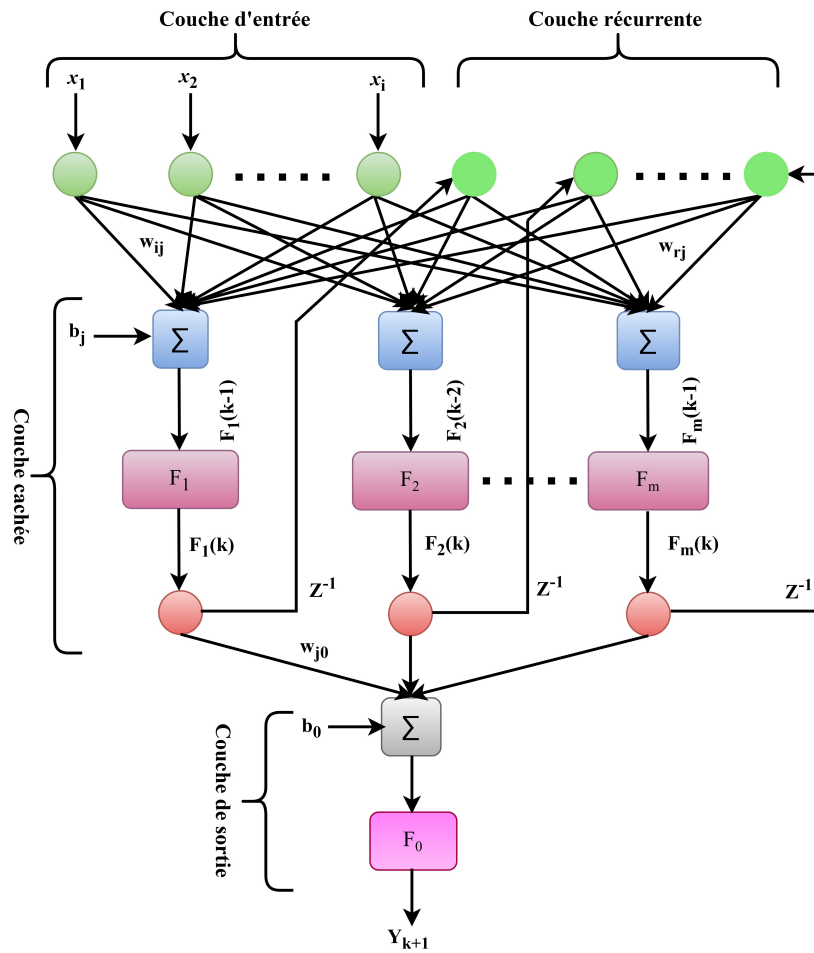 Couche d'entrée
Couche récurrente
x1
x2
xi
wij
wrj
bj
Σ
Σ
Σ
F1(k-1)
F2(k-2)
Fm(k-1)
Couche cachée
F1
F2
Fm
F1(k)
F2(k)
Fm(k)
Z-1
Z-1
Z-1
wj0
b0
Σ
Couche de sortie
F0
Yk+1